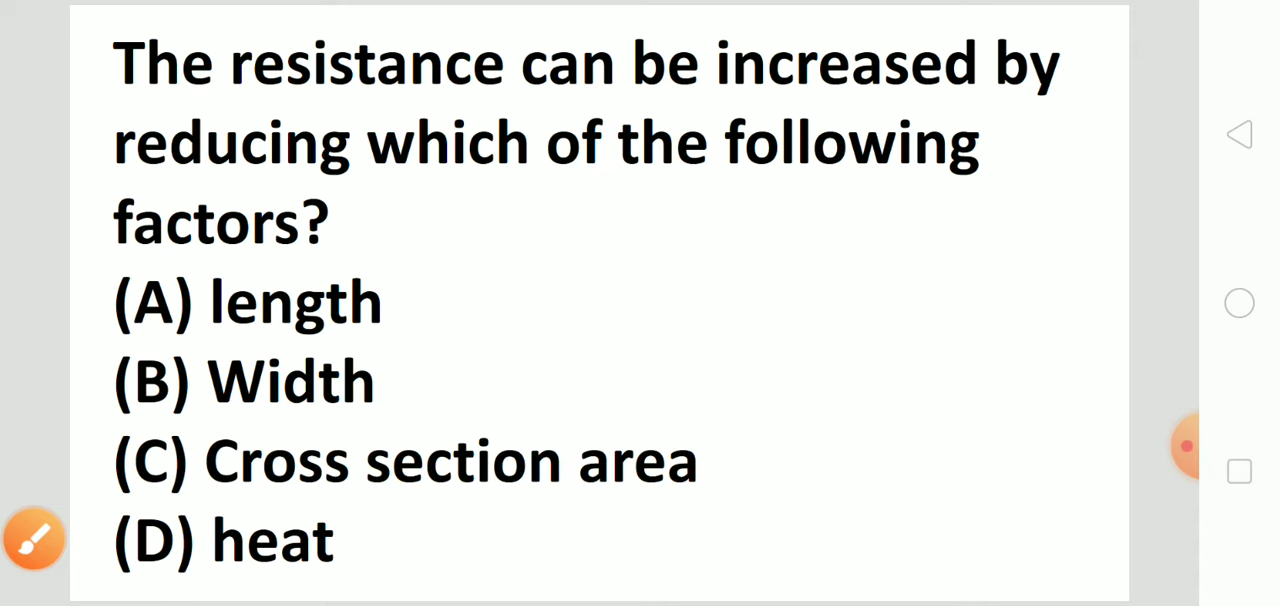 The resistance can be increased by
reducing which of the following
factors?
(A) length
(B) Width
(C) Cross section area
(D) heat